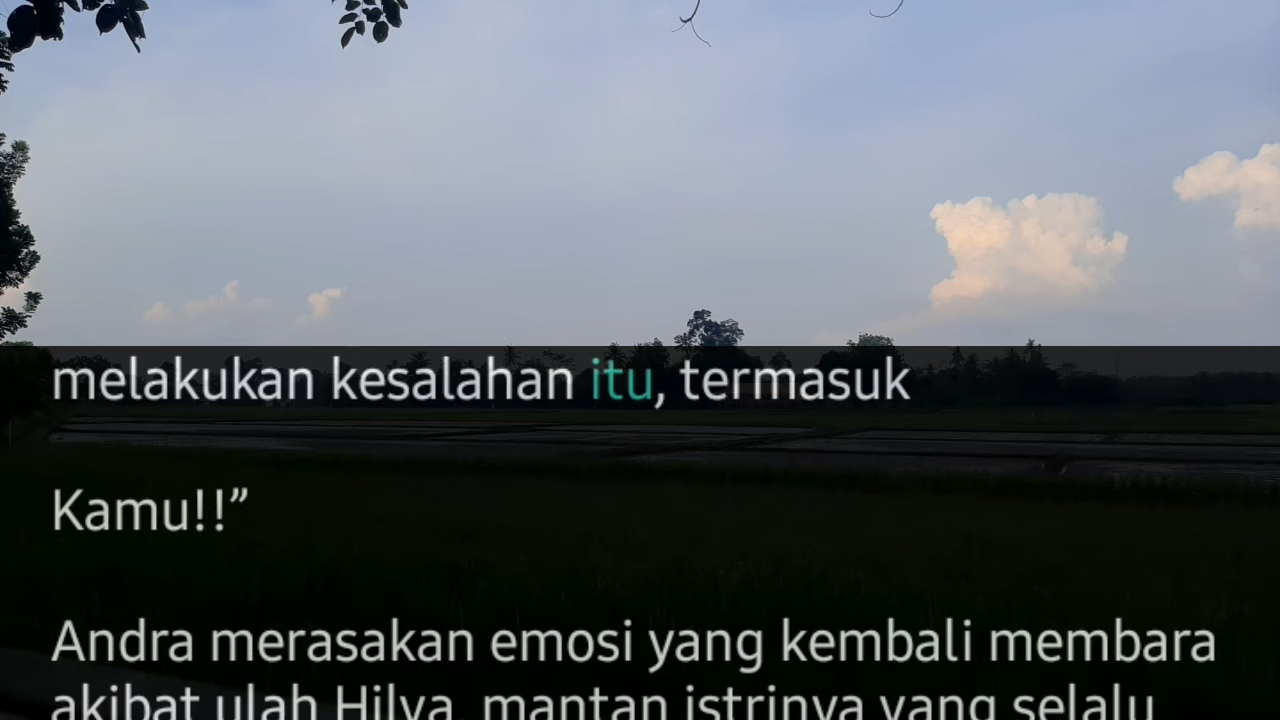 melakukan kesalahan itu, termasuk
Kamu!!”
Andra merasakan emosi yang kembali membara
akibat ulah Hilya, mantan istrinya yang selalu